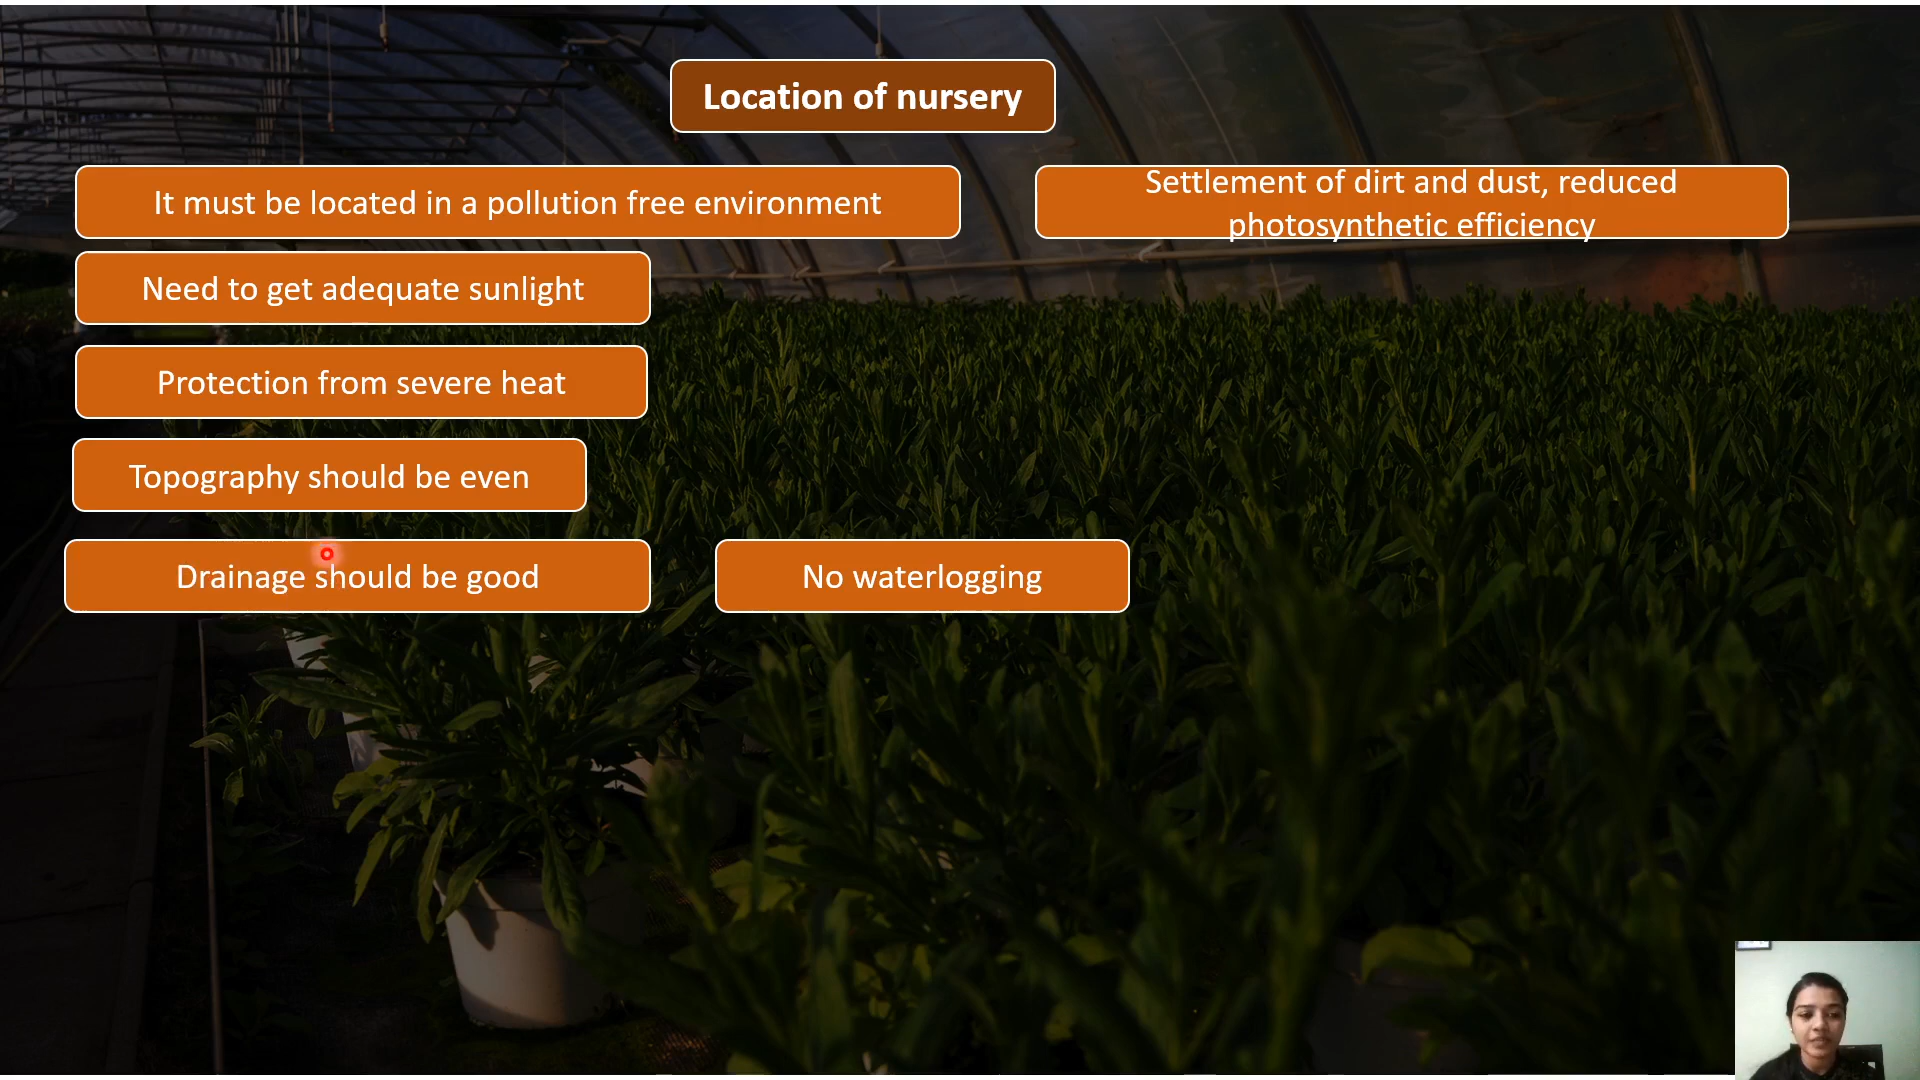 Location of nursery
It must be located in a pollution free environment
Settlement of dirt and dust, reduced
photosynthetic efficiency
Need to get adequate sunlight
Protection from severe heat
Topography should be even
Drainage should be good
No waterlogging